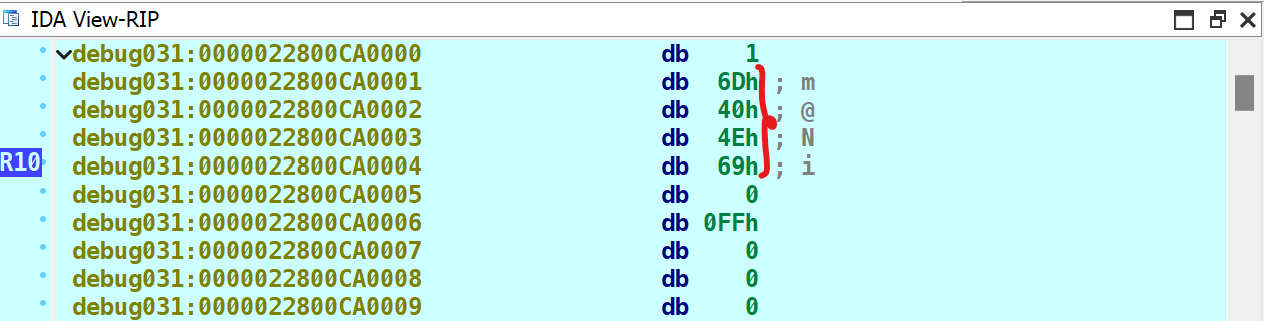 IDA View-RIP
debug031:0000022800CA0000 db 1
debug031:0000022800CA0001 db 6Dh ; m
debug031:0000022800CA0002 db 40h ; @
debug031:0000022800CA0003 db 4Eh ; N
R10 debug031:0000022800CA0004 db 69h ; i
debug031:0000022800CA0005 db 0
debug031:0000022800CA0006 db 0FFh
debug031:0000022800CA0007 db 0
debug031:0000022800CA0008 db 0
debug031:0000022800CA0009 db 0